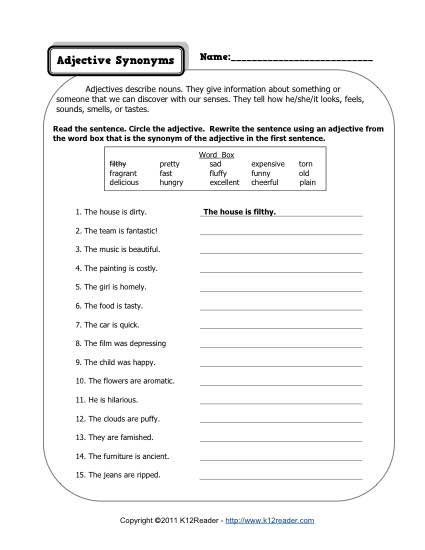 Adjective Synonyms
Name:___________________________
Adjectives describe nouns. They give information about something or
someone that we can discover with our senses. They tell how he/she/it looks, feels,
sounds, smells, or tastes.
Read the sentence. Circle the adjective. Rewrite the sentence using an adjective from
the word box that is the synonym of the adjective in the first sentence.
Word Box
filthy pretty sad expensive torn
fragrant fast fluffy funny old
delicious hungry excellent cheerful plain
1. The house is dirty. The house is filthy.
2. The team is fantastic!
3. The music is beautiful.
4. The painting is costly.
5. The girl is homely.
6. The food is tasty.
7. The car is quick.
8. The film was depressing
9. The child was happy.
10. The flowers are aromatic.
11. He is hilarious.
12. The clouds are puffy.
13. They are famished.
14. The furniture is ancient.
15. The jeans are ripped.
Copyright ©2011 K12Reader - http://www.k12reader.com